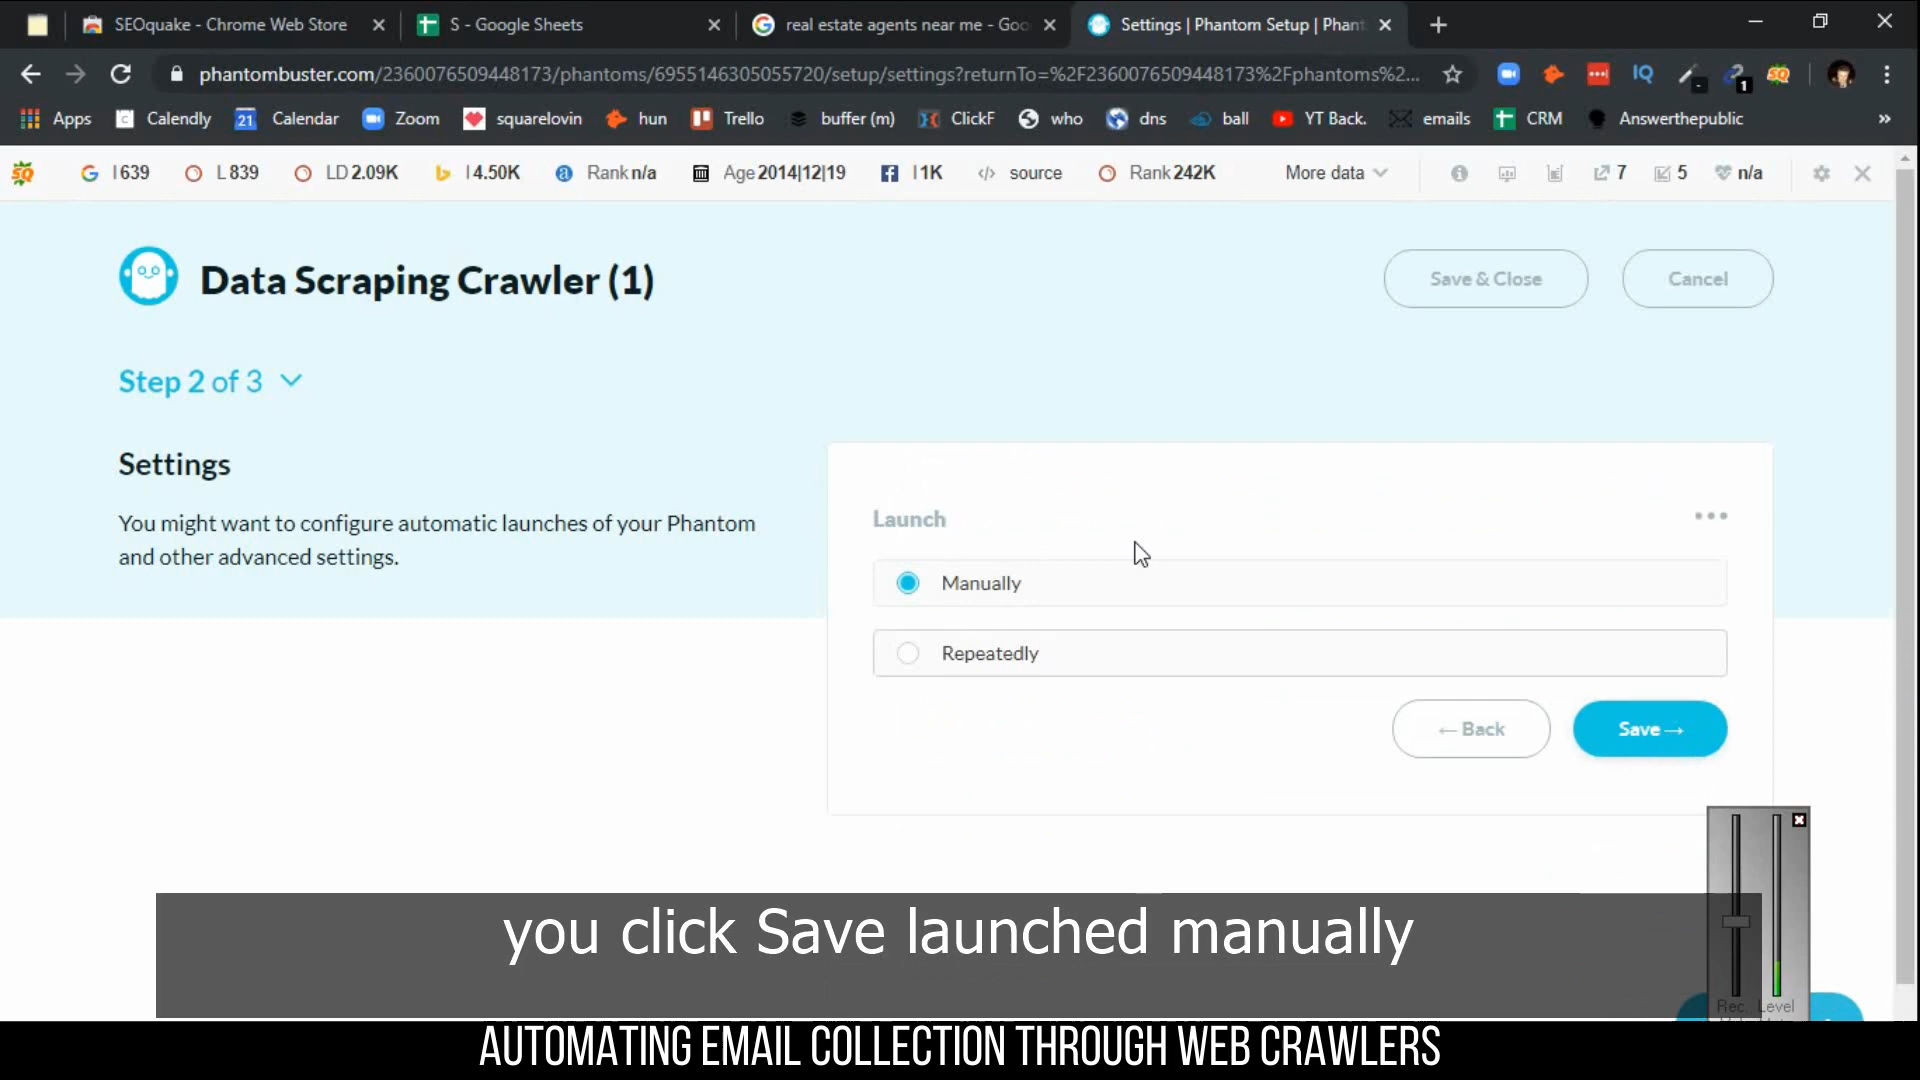 SEOquake - Chrome Web Store
S - Google Sheets
real estate agents near me - Goo
Settings | Phantom Setup | Phant
phantombuster.com/2360076509448173/phantoms/6955146305055720/setup/settings?returnTo=%2F2360076509448173%2Fphantoms%2...
IQ
1
SQ
Apps
Calendly
21
Calendar
Zoom
squarelovin
hun
Trello
buffer (m)
ClickF
who
dns
ball
YT Back.
emails
CRM
Answerthepublic
»
SQ
I 639
L 839
LD 2.09K
I 4.50K
Rank n/a
Age 2014|12|19
I 1K
source
Rank 242K
More data
7
5
n/a
Data Scraping Crawler (1)
Save & Close
Cancel
Step 2 of 3
Settings
You might want to configure automatic launches of your Phantom
and other advanced settings.
Launch
Manually
Repeatedly
← Back
Save →
you click Save launched manually
Rec. Level
AUTOMATING EMAIL COLLECTION THROUGH WEB CRAWLERS